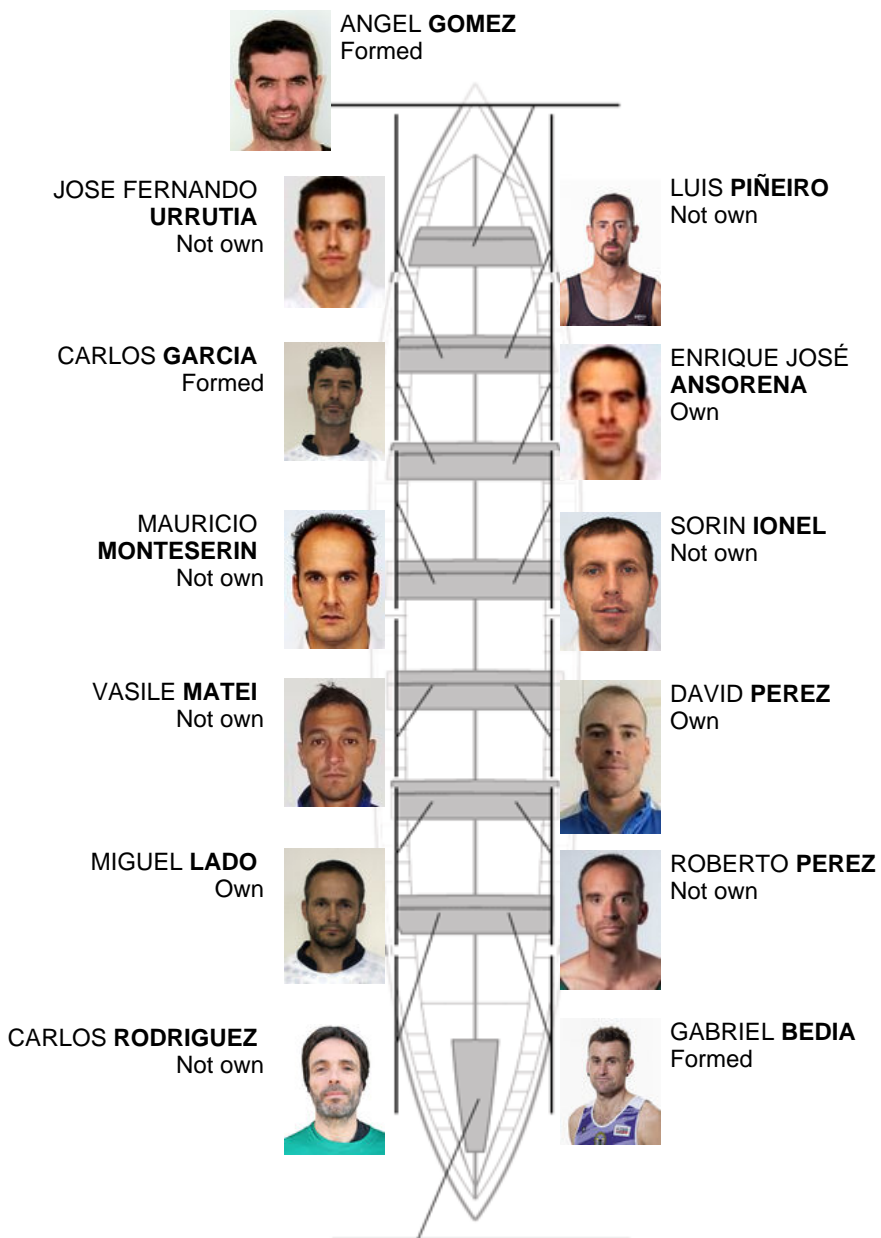 ANGEL GOMEZ
Formed
JOSE FERNANDO
URRUTIA
Not own
LUIS PIÑEIRO
Not own
CARLOS GARCIA
Formed
ENRIQUE JOSÉ
ANSORENA
Own
MAURICIO
MONTESERIN
Not own
SORIN IONEL
Not own
VASILE MATEI
Not own
DAVID PEREZ
Own
MIGUEL LADO
Own
ROBERTO PEREZ
Not own
CARLOS RODRIGUEZ
Not own
GABRIEL BEDIA
Formed